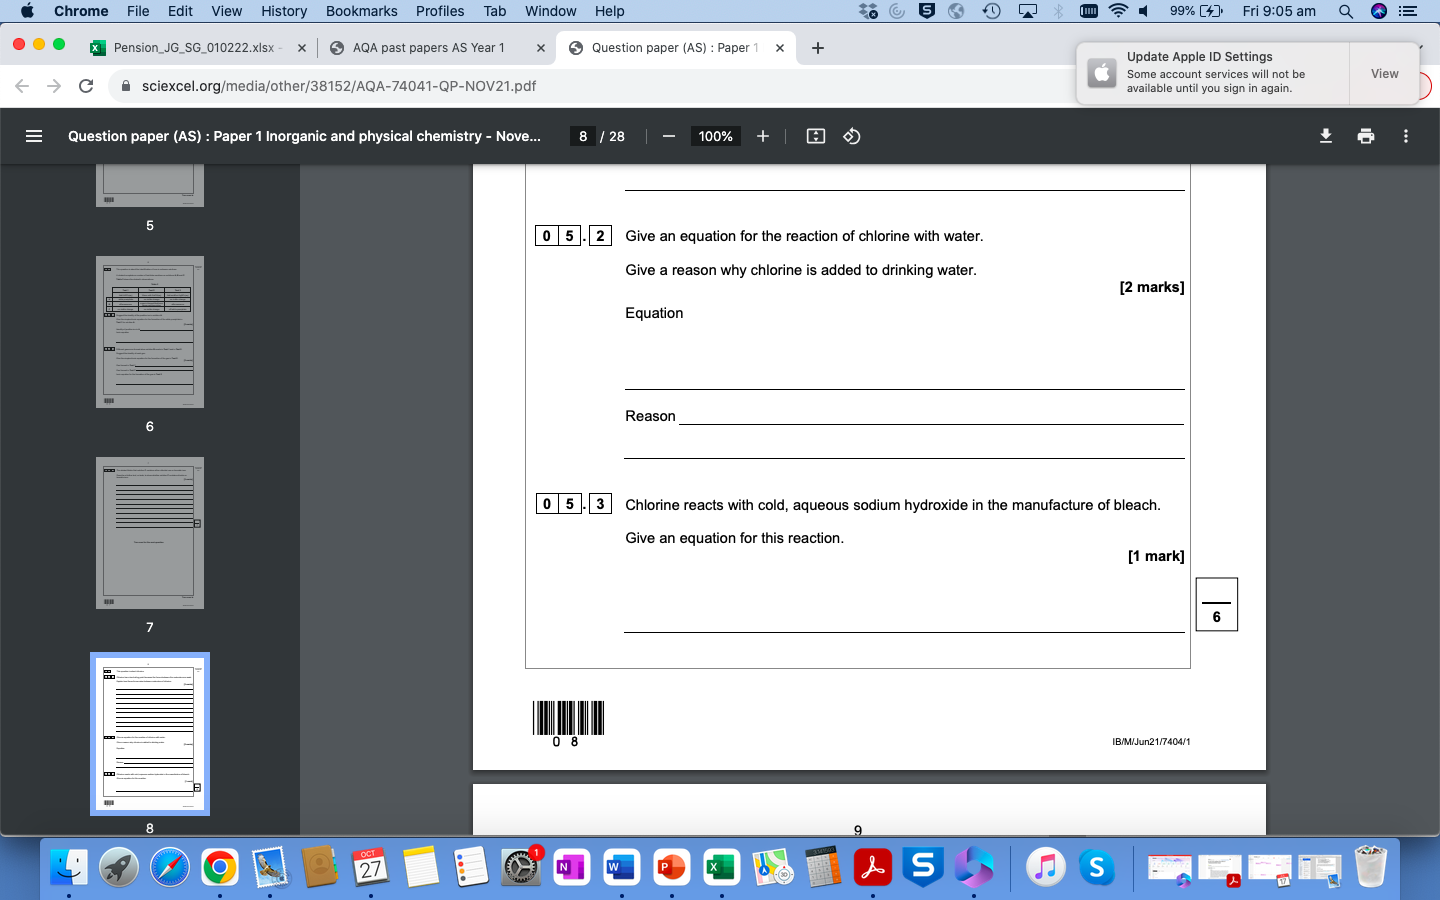 Chrome File Edit View History Bookmarks Profiles Tab Window Help 99% Fri 9:05 am
Pension_JG_SG_010222.xlsx - AQA past papers AS Year 1 Question paper (AS) : Paper 1
Update Apple ID Settings
Some account services will not be
available until you sign in again.
View
sciexcel.org/media/other/38152/AQA-74041-QP-NOV21.pdf
Question paper (AS) : Paper 1 Inorganic and physical chemistry - Nove... 8 / 28 100%
5
6
7
8
0 5 . 2 Give an equation for the reaction of chlorine with water.
Give a reason why chlorine is added to drinking water.
[2 marks]
Equation
Reason
0 5 . 3 Chlorine reacts with cold, aqueous sodium hydroxide in the manufacture of bleach.
Give an equation for this reaction.
[1 mark]
6
0 8
IB/M/Jun21/7404/1
9
OCT
27
1